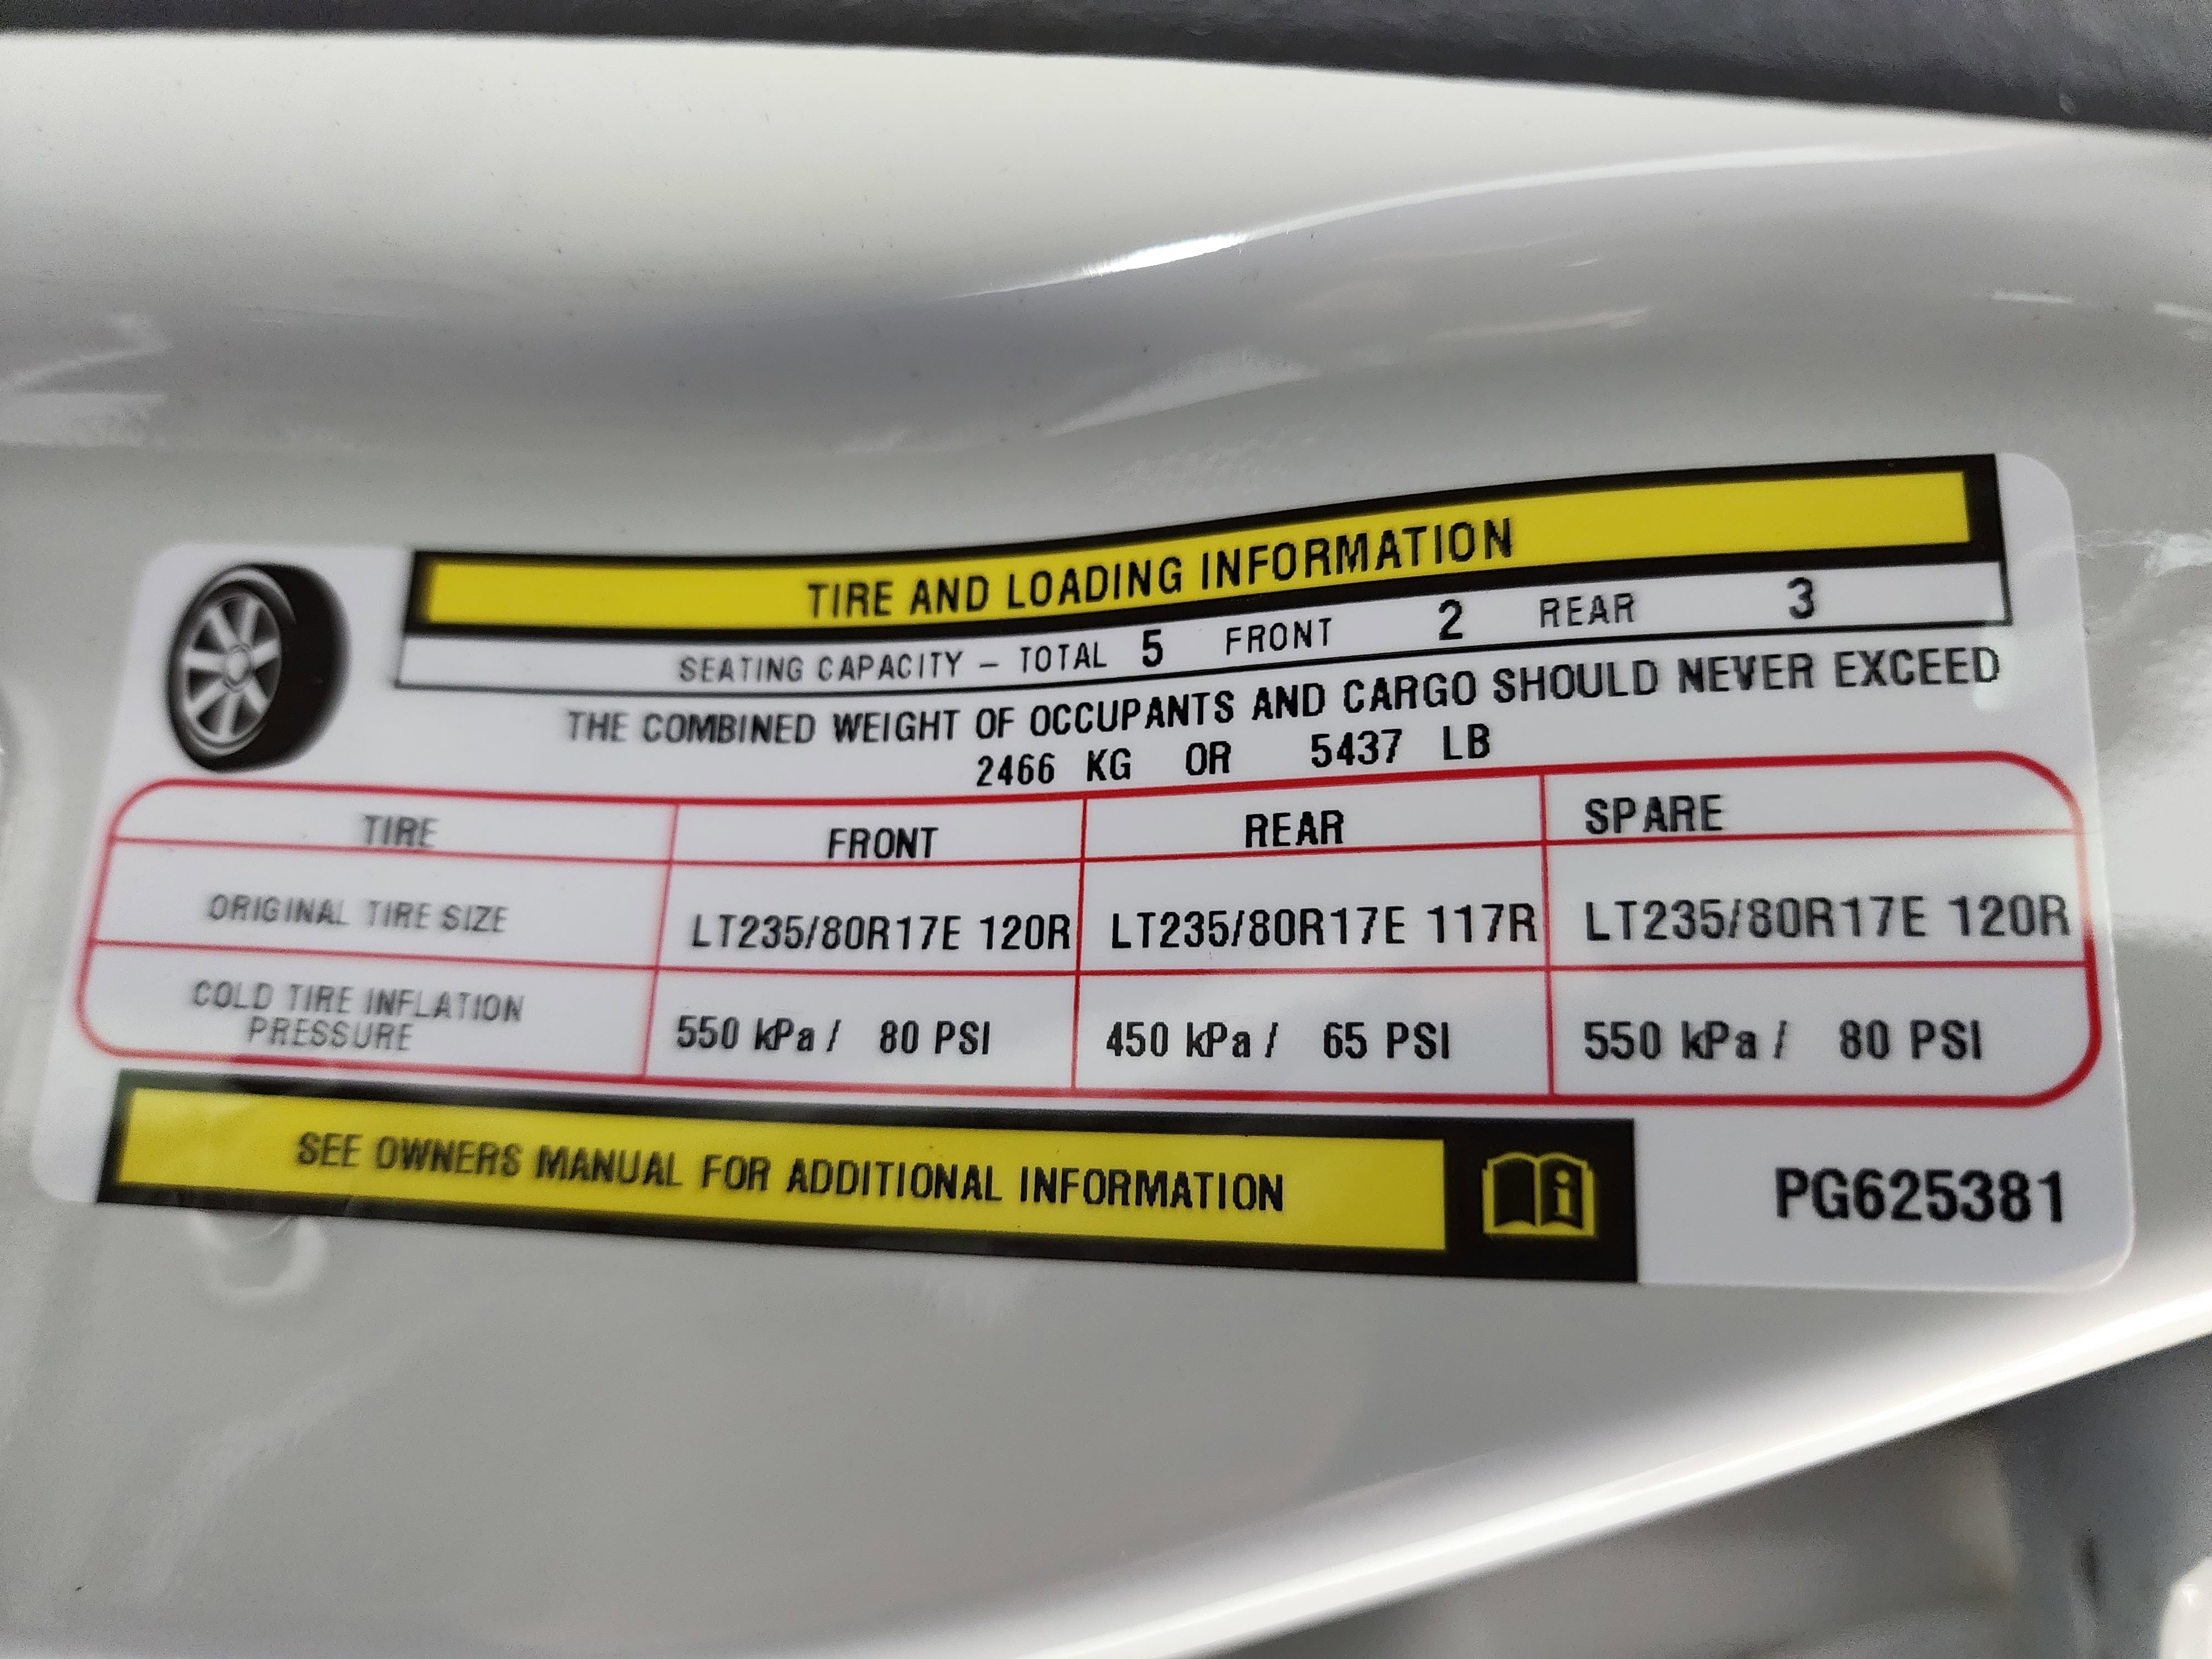 TIRE AND LOADING INFORMATION
SEATING CAPACITY – TOTAL 5 FRONT 2 REAR 3
THE COMBINED WEIGHT OF OCCUPANTS AND CARGO SHOULD NEVER EXCEED
2466 KG OR 5437 LB
TIRE FRONT REAR SPARE
ORIGINAL TIRE SIZE LT235/80R17E 120R LT235/80R17E 117R LT235/80R17E 120R
COLD TIRE INFLATION
PRESSURE 550 kPa / 80 PSI 450 kPa / 65 PSI 550 kPa / 80 PSI
SEE OWNERS MANUAL FOR ADDITIONAL INFORMATION
PG625381